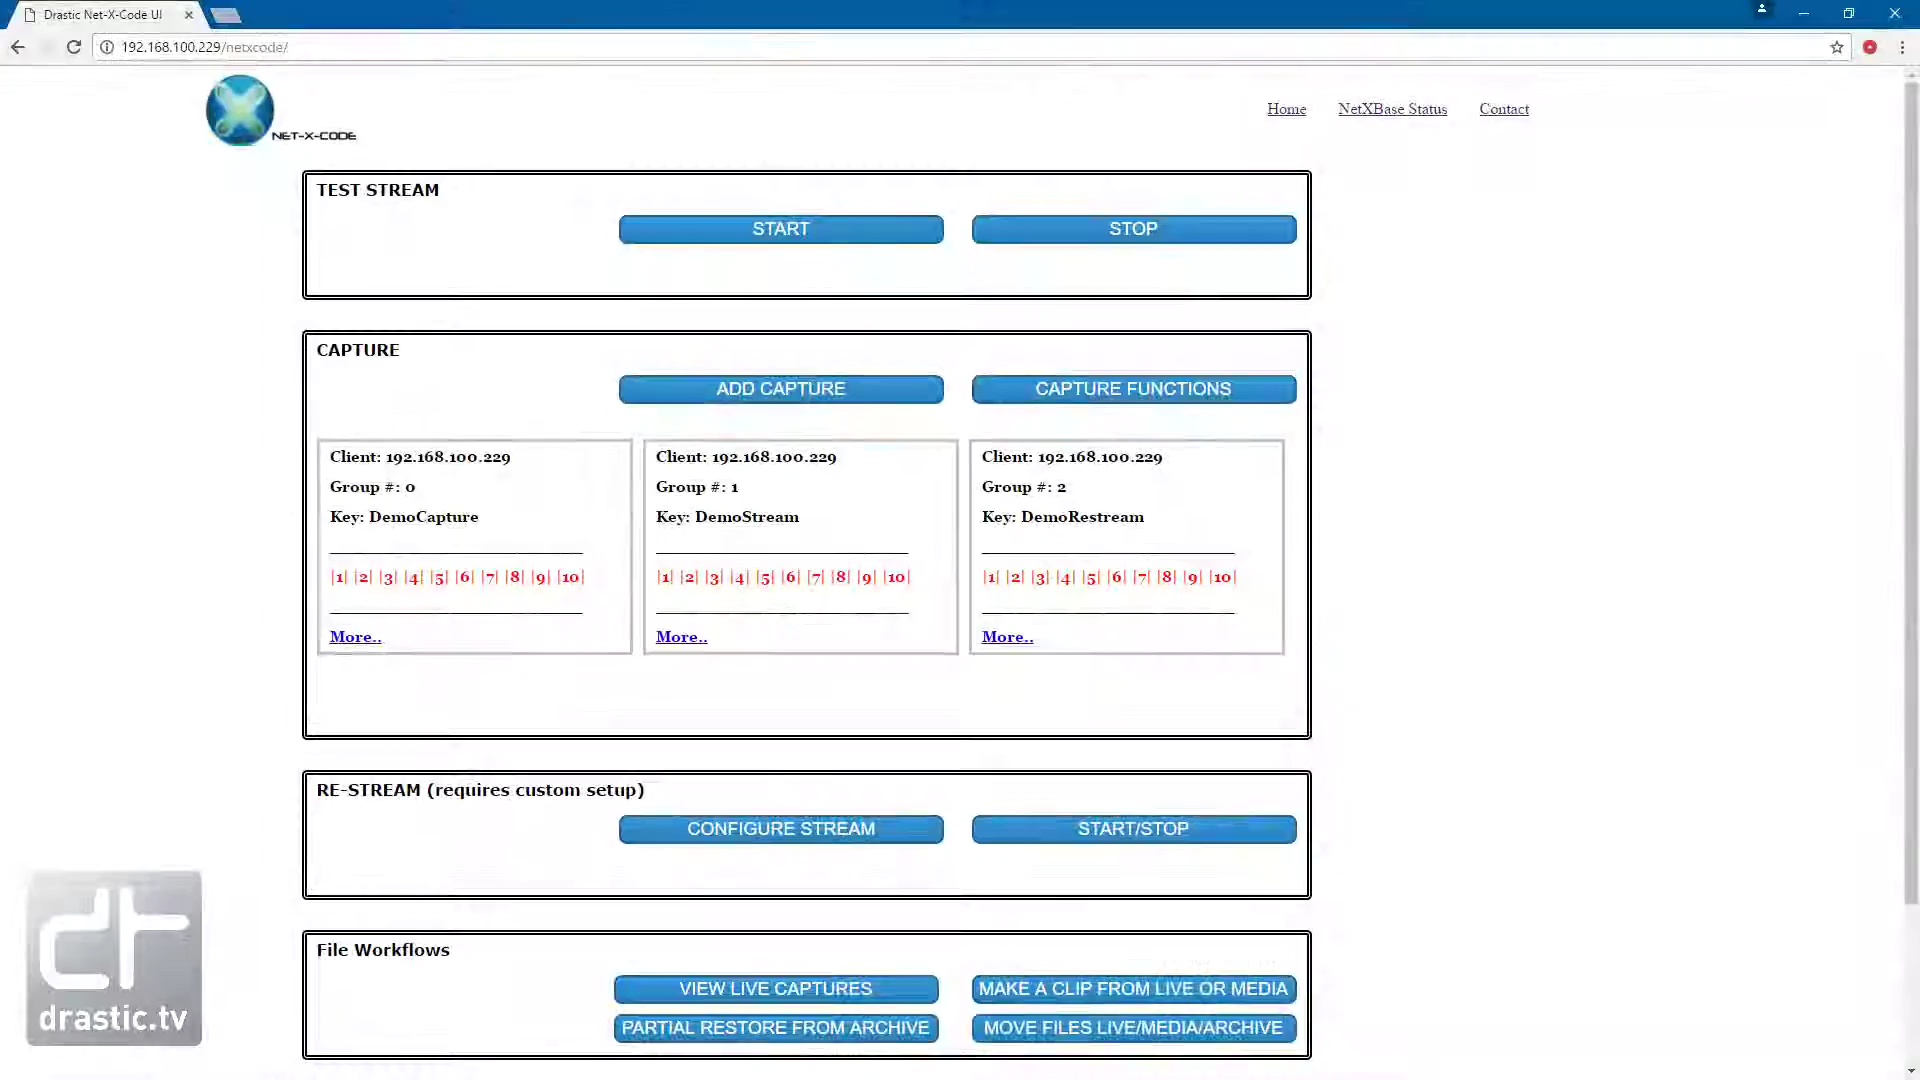 Drastic Net-X-Code UI
192.168.100.229/netxcode/
NET-X-CODE
Home NetXBase Status Contact
TEST STREAM
START STOP
CAPTURE
ADD CAPTURE CAPTURE FUNCTIONS
Client: 192.168.100.229
Group #: 0
Key: DemoCapture
|1| |2| |3| |4| |5| |6| |7| |8| |9| |10|
More..
Client: 192.168.100.229
Group #: 1
Key: DemoStream
|1| |2| |3| |4| |5| |6| |7| |8| |9| |10|
More..
Client: 192.168.100.229
Group #: 2
Key: DemoRestream
|1| |2| |3| |4| |5| |6| |7| |8| |9| |10|
More..
RE-STREAM (requires custom setup)
CONFIGURE STREAM START/STOP
File Workflows
VIEW LIVE CAPTURES MAKE A CLIP FROM LIVE OR MEDIA
PARTIAL RESTORE FROM ARCHIVE MOVE FILES LIVE/MEDIA/ARCHIVE
dt
drastic.tv